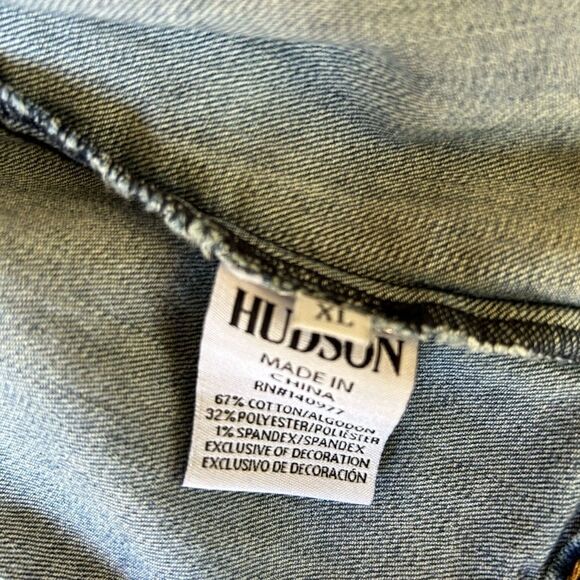 XL
HUDSON
MADE IN
CHINA
RN#140977
67% COTTON/ALGODON
32% POLYESTER/POLIESTER
1% SPANDEX/SPANDEX
EXCLUSIVE OF DECORATION
EXCLUSIVO DE DECORACIÓN